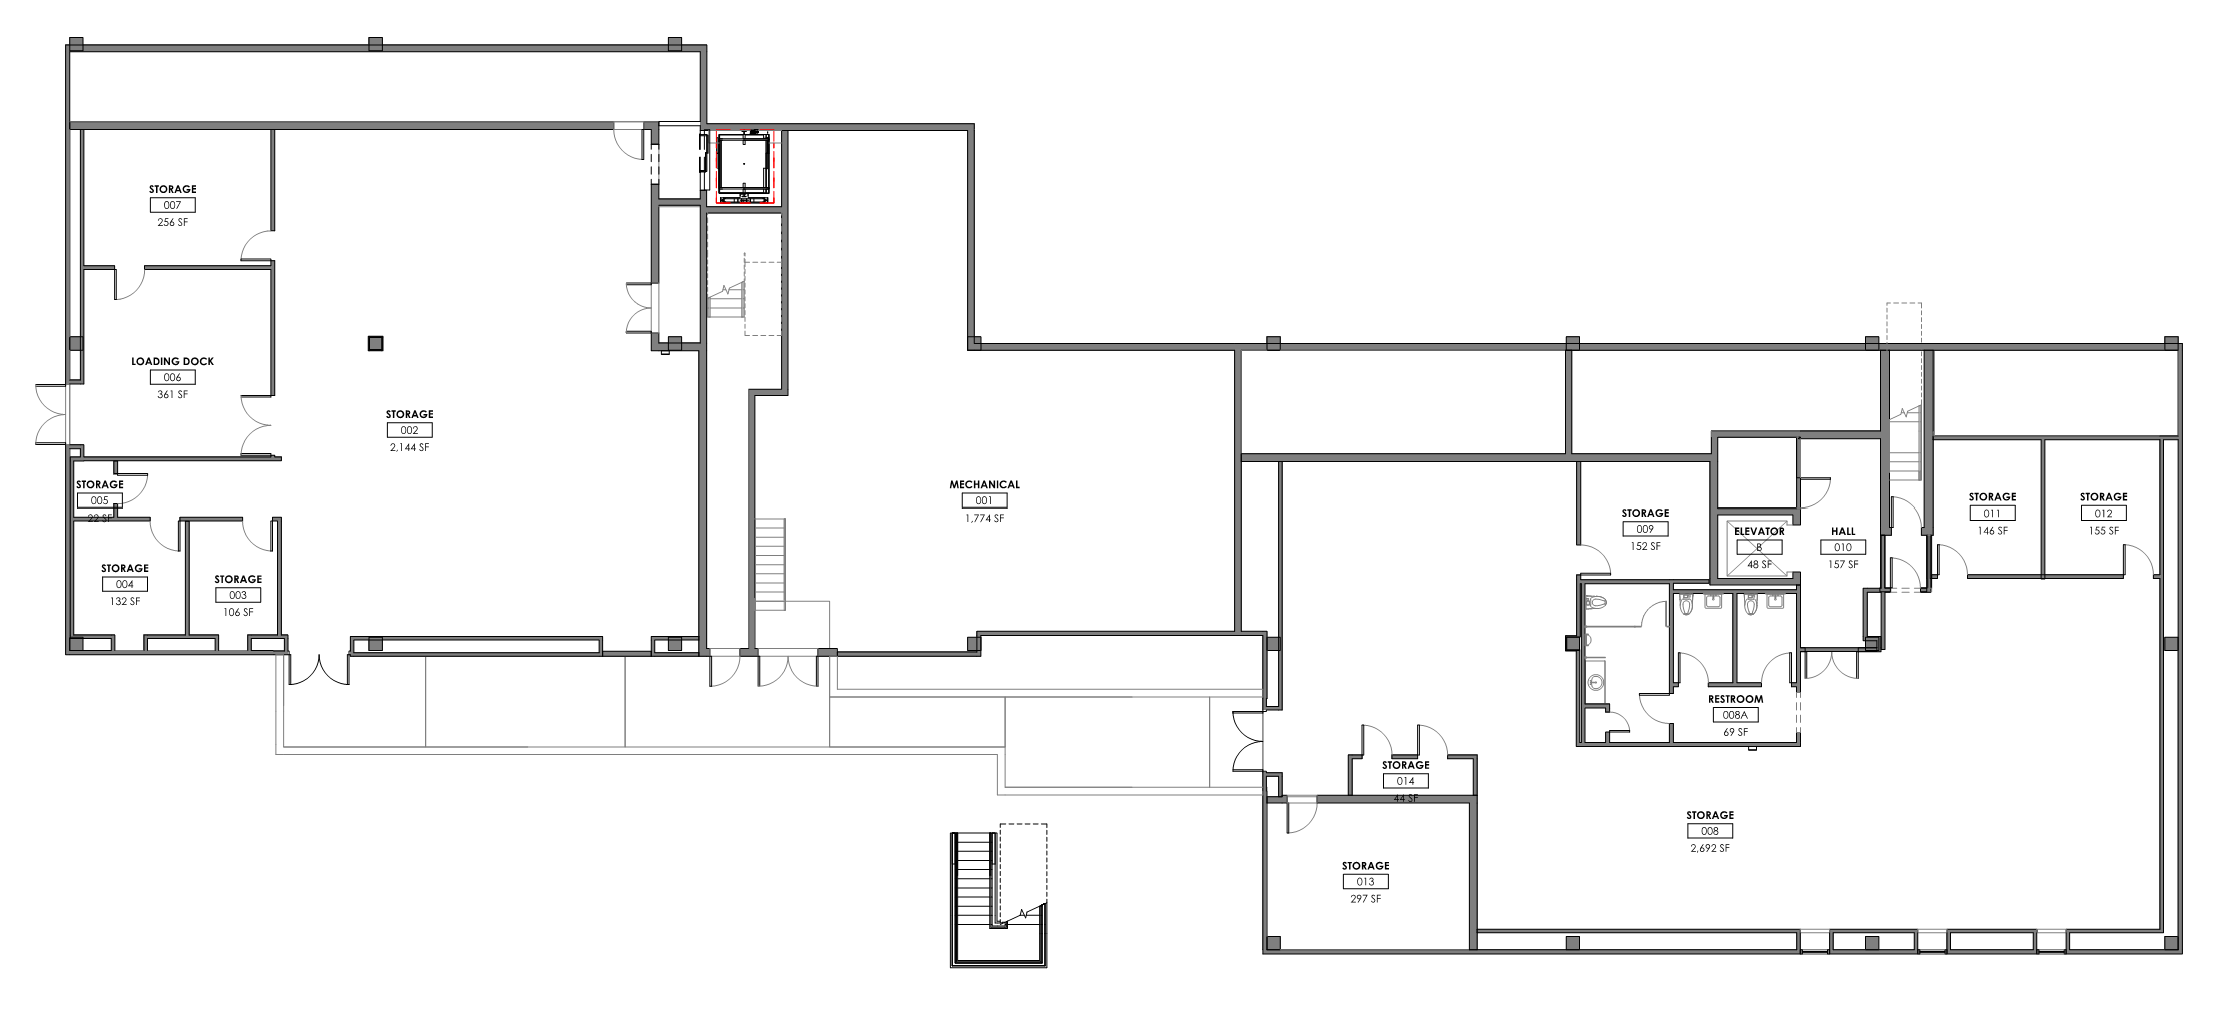 STORAGE
007
256 SF
LOADING DOCK
006
361 SF
STORAGE
002
2,144 SF
STORAGE
005
22 SF
STORAGE
004
132 SF
STORAGE
003
106 SF
MECHANICAL
001
1,774 SF
STORAGE
009
152 SF
ELEVATOR
B
48 SF
HALL
010
157 SF
STORAGE
011
146 SF
STORAGE
012
155 SF
RESTROOM
008A
69 SF
STORAGE
014
44 SF
STORAGE
008
2,692 SF
STORAGE
013
297 SF